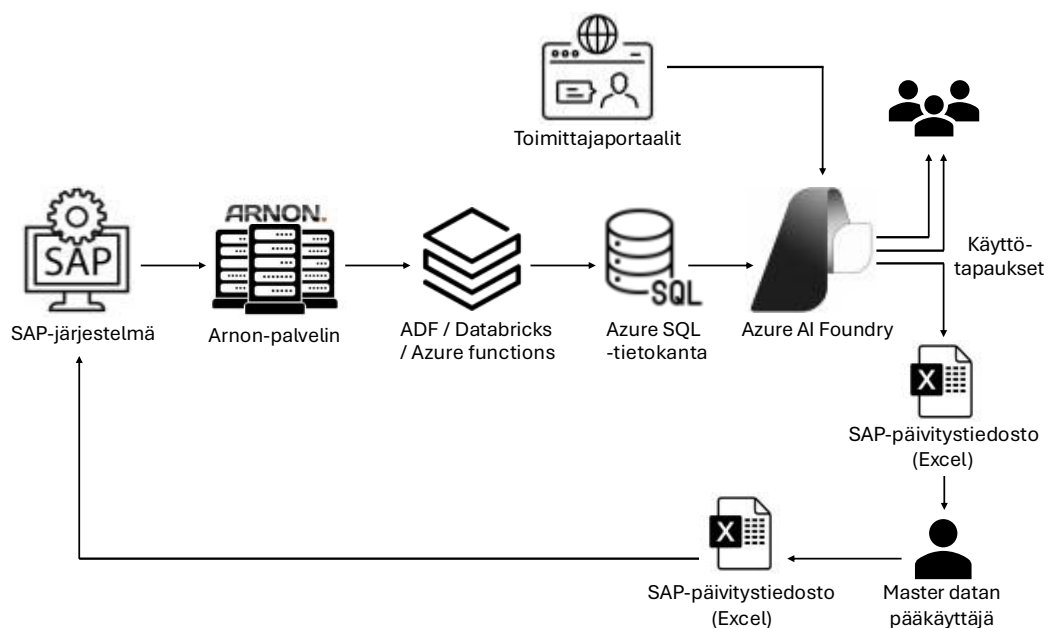 Toimittajaportaalit
ARNON.
SAP
SQL
Käyttö-
tapaukset
SAP-järjestelmä
Arnon-palvelin
ADF / Databricks
/ Azure functions
Azure SQL
-tietokanta
Azure AI Foundry
X
SAP-päivitystiedosto
(Excel)
X
SAP-päivitystiedosto
(Excel)
Master datan
pääkäyttäjä